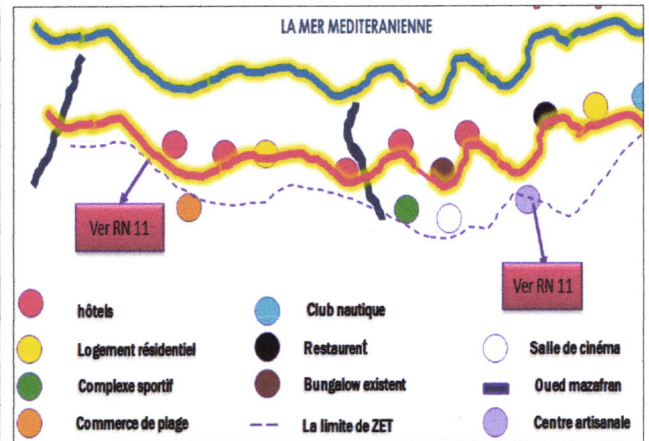 LA MER MEDITERANIENNE
Ver RN 11
Ver RN 11
hôtels
Club nautique
Logement résidentiel
Restaurent
Salle de cinéma
Complexe sportif
Bungalow existent
Oued mazafran
Commerce de plage
La limite de ZET
Centre artisanale